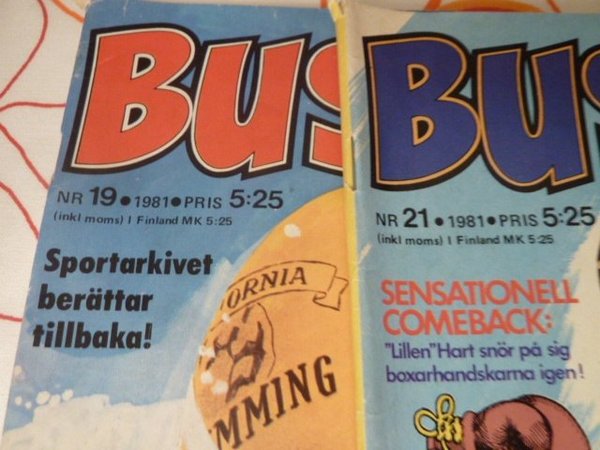 BUS
NR 19 • 1981 • PRIS 5:25
(inkl moms) I Finland MK 5:25
Sportarkivet
berättar
tillbaka!
ORNIA
MMING
BUS
NR 21 • 1981 • PRIS 5:25
(inkl moms) I Finland MK 5:25
SENSATIONELL
COMEBACK:
"Lillen" Hart snör på sig
boxarhandskarna igen!